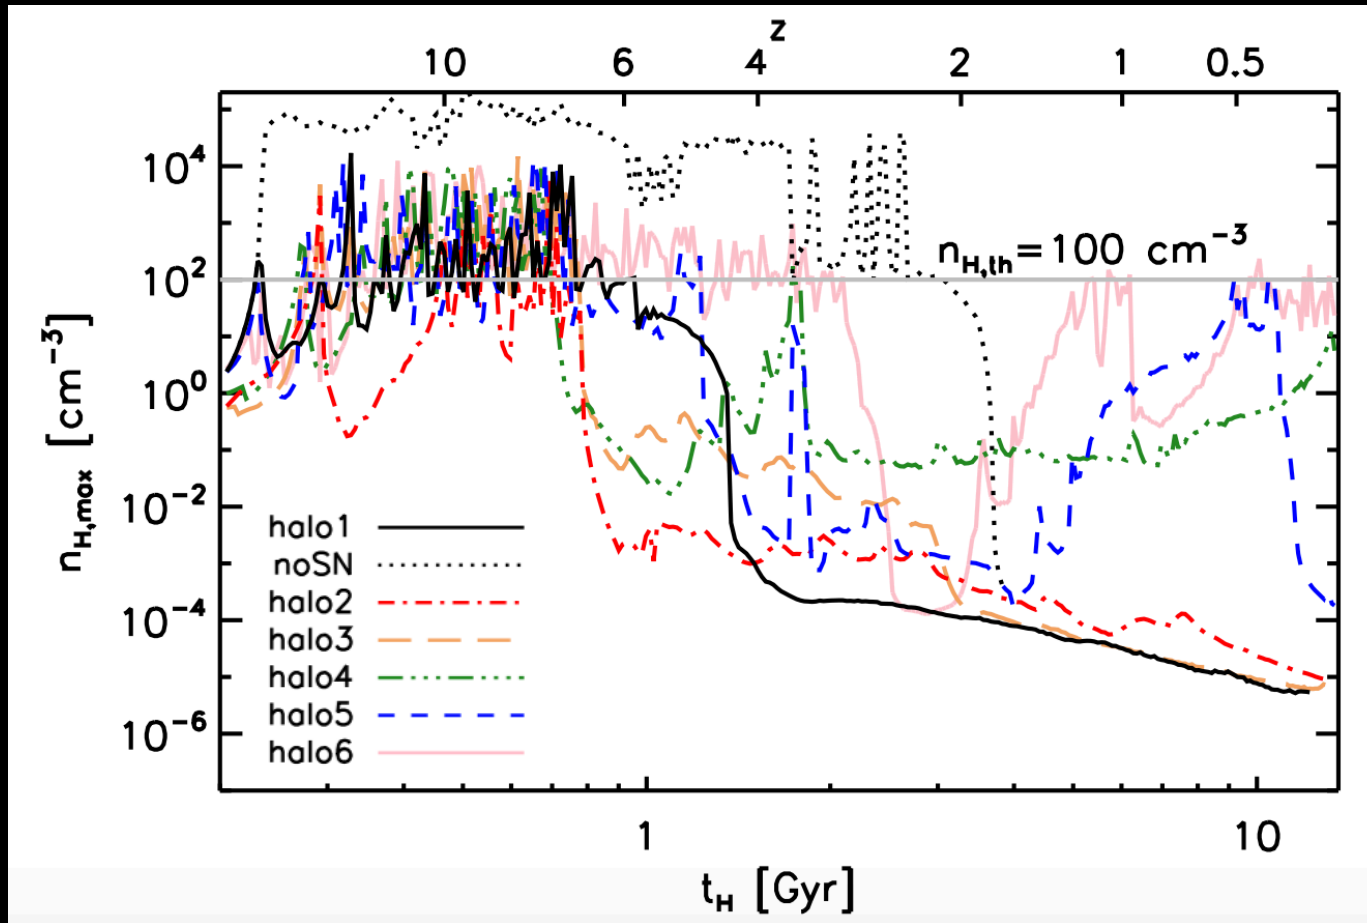 z
10 6 4 2 1 0.5
n_H,th=100 cm^-3
10^4
10^2
10^0
10^-2
10^-4
10^-6
n_H,max [cm^-3]
halo1
noSN
halo2
halo3
halo4
halo5
halo6
1 10
t_H [Gyr]